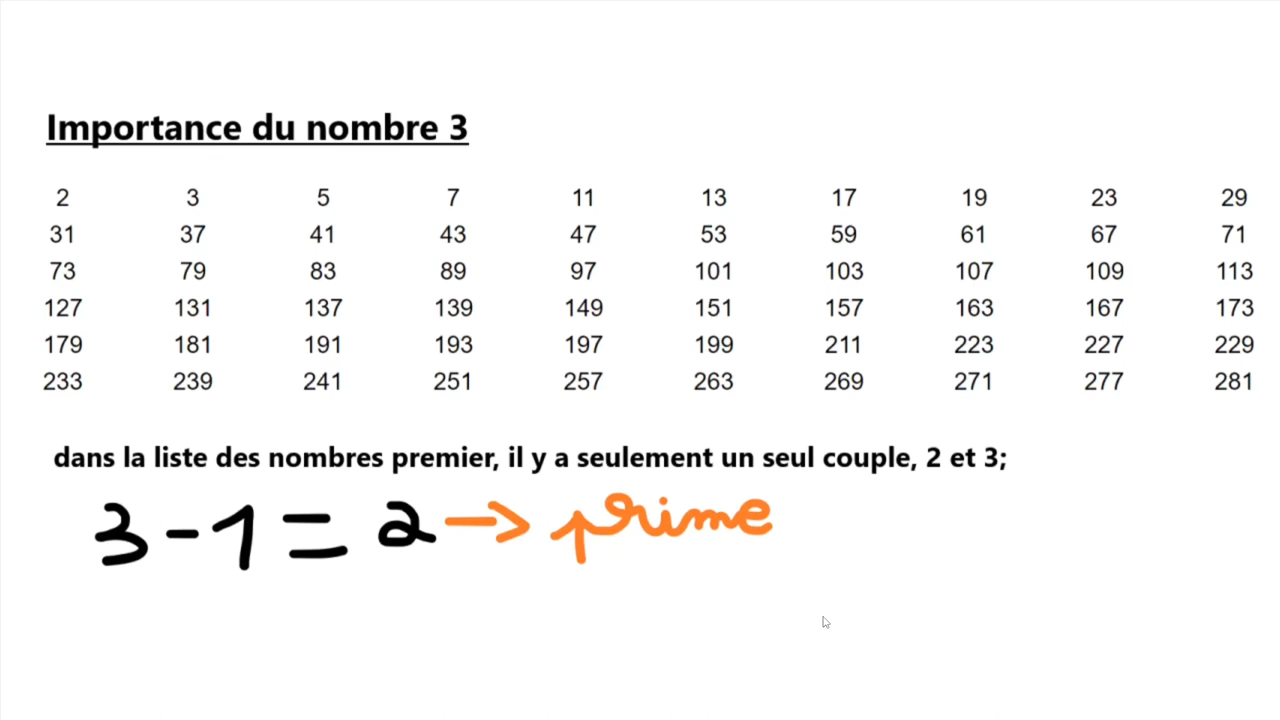 Importance du nombre 3
2 3 5 7 11 13 17 19 23 29
31 37 41 43 47 53 59 61 67 71
73 79 83 89 97 101 103 107 109 113
127 131 137 139 149 151 157 163 167 173
179 181 191 193 197 199 211 223 227 229
233 239 241 251 257 263 269 271 277 281
dans la liste des nombres premier, il y a seulement un seul couple, 2 et 3;
3 - 1 = 2 → prime